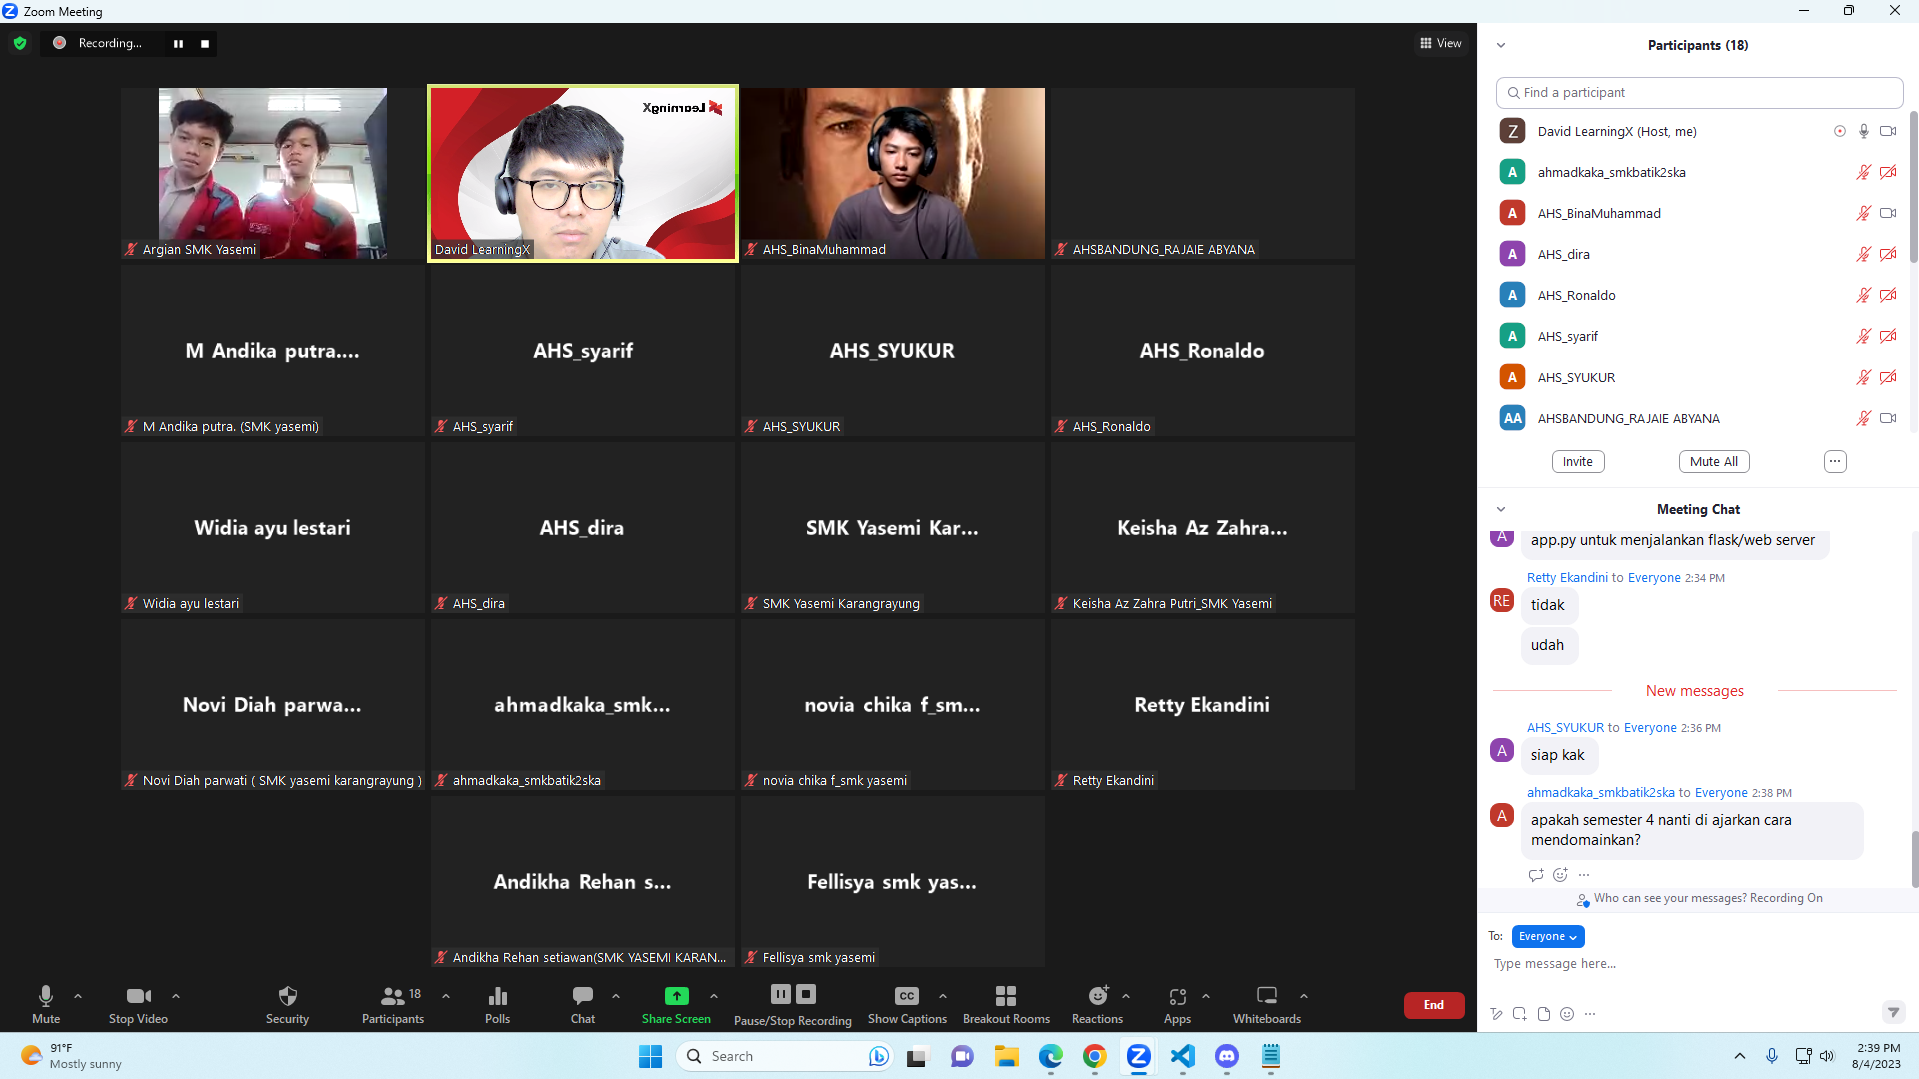 Zoom Meeting
Recording...
View
LearningX
Argian SMK Yasemi
David LearningX
AHS_BinaMuhammad
AHSBANDUNG_RAJAIE ABYANA
M Andika putra....
AHS_syarif
AHS_SYUKUR
AHS_Ronaldo
M Andika putra. (SMK yasemi)
AHS_syarif
AHS_SYUKUR
AHS_Ronaldo
Widia ayu lestari
AHS_dira
SMK Yasemi Kar...
Keisha Az Zahra...
Widia ayu lestari
AHS_dira
SMK Yasemi Karangrayung
Keisha Az Zahra Putri_SMK Yasemi
Novi Diah parwa...
ahmadkaka_smk...
novia chika f_sm...
Retty Ekandini
Novi Diah parwati ( SMK yasemi karangrayung )
ahmadkaka_smkbatik2ska
novia chika f_smk yasemi
Retty Ekandini
Andikha Rehan s...
Fellisya smk yas...
Andikha Rehan setiawan(SMK YASEMI KARAN...
Fellisya smk yasemi
Mute
Stop Video
Security
18
Participants
Polls
Chat
Share Screen
Pause/Stop Recording
CC
Show Captions
Breakout Rooms
Reactions
Apps
Whiteboards
End
Participants (18)
Find a participant
Z David LearningX (Host, me)
A ahmadkaka_smkbatik2ska
A AHS_BinaMuhammad
A AHS_dira
A AHS_Ronaldo
A AHS_syarif
A AHS_SYUKUR
AA AHSBANDUNG_RAJAIE ABYANA
Invite
Mute All
Meeting Chat
A app.py untuk menjalankan flask/web server
Retty Ekandini to Everyone 2:34 PM
RE tidak
udah
New messages
AHS_SYUKUR to Everyone 2:36 PM
A siap kak
ahmadkaka_smkbatik2ska to Everyone 2:38 PM
A apakah semester 4 nanti di ajarkan cara
mendomainkan?
Who can see your messages? Recording On
To: Everyone
Type message here...
91°F
Mostly sunny
Search
2:39 PM
8/4/2023